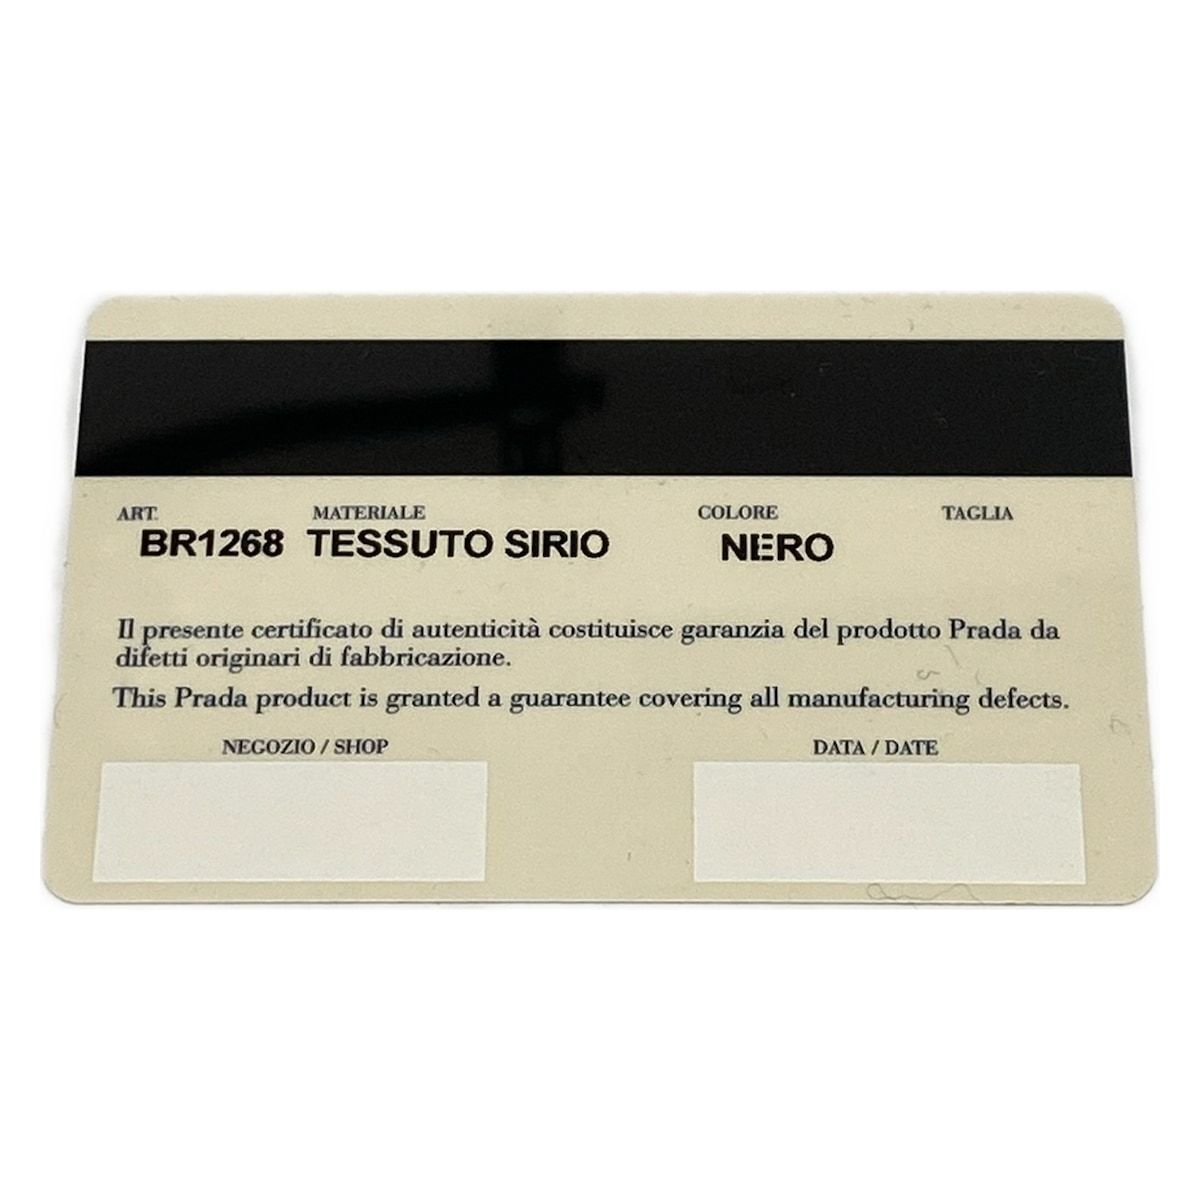 ART. MATERIALE COLORE TAGLIA
BR1268 TESSUTO SIRIO NERO
Il presente certificato di autenticità costituisce garanzia del prodotto Prada da
difetti originari di fabbricazione.
This Prada product is granted a guarantee covering all manufacturing defects.
NEGOZIO / SHOP DATA / DATE